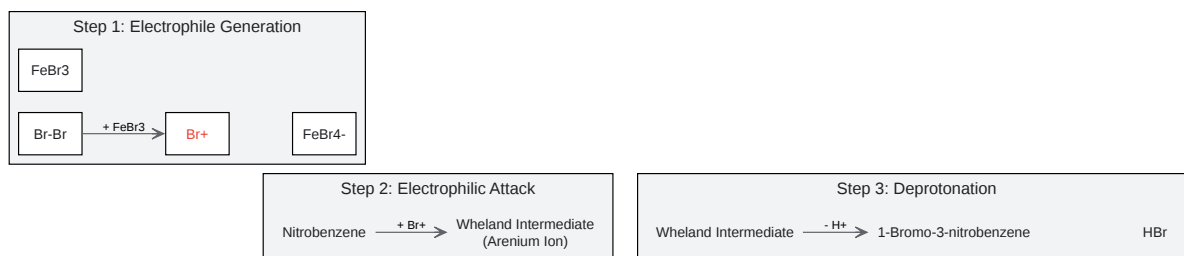 Step 1: Electrophile Generation
FeBr3
Br-Br
+ FeBr3
Br+
FeBr4-
Step 2: Electrophilic Attack
Nitrobenzene
+ Br+
Wheland Intermediate
(Arenium Ion)
Step 3: Deprotonation
Wheland Intermediate
- H+
1-Bromo-3-nitrobenzene
HBr